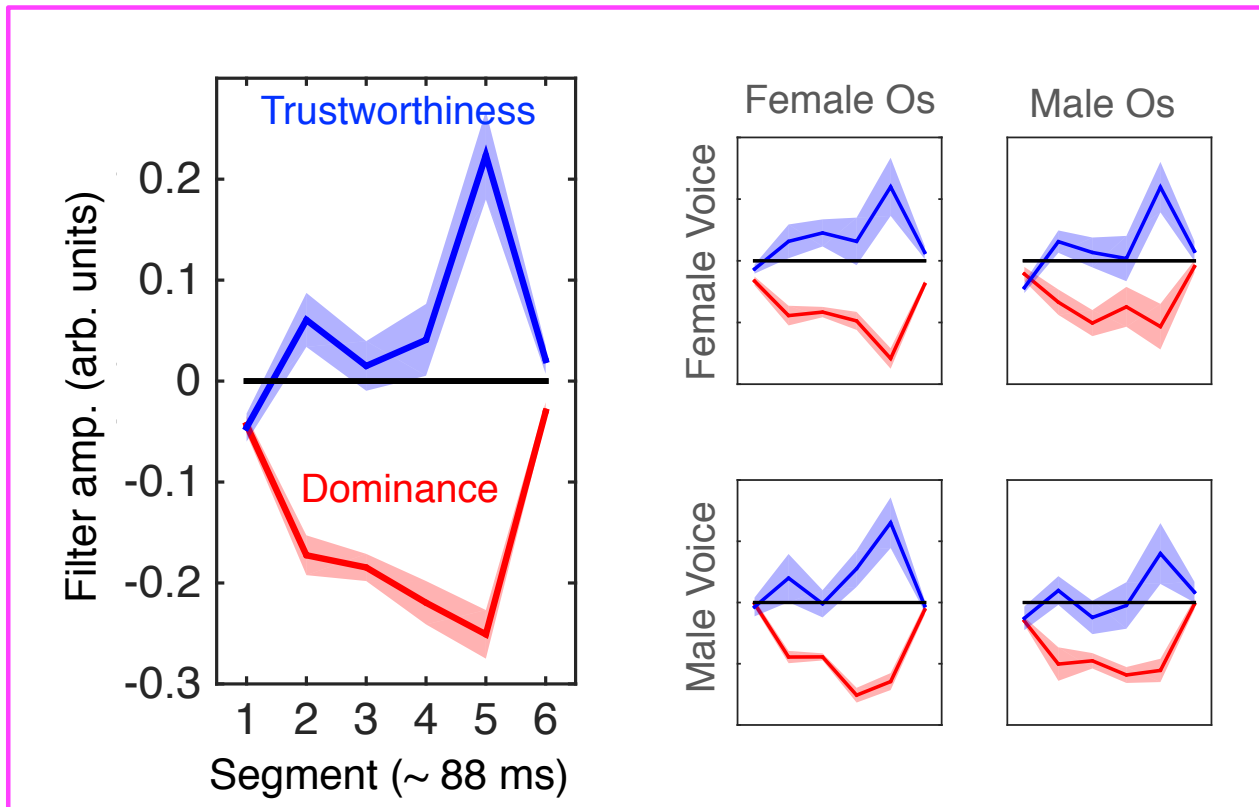 Trustworthiness
Dominance
Filter amp. (arb. units)
0.2
0.1
0
-0.1
-0.2
-0.3
1 2 3 4 5 6
Segment (~ 88 ms)
Female Os
Male Os
Female Voice
Male Voice